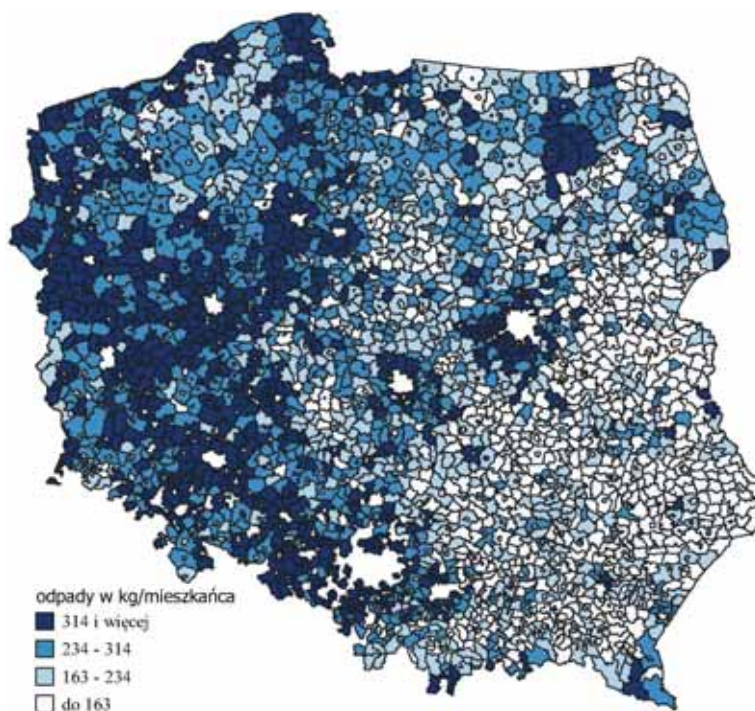 odpady w kg/mieszkańca
314 i więcej
234 - 314
163 - 234
do 163